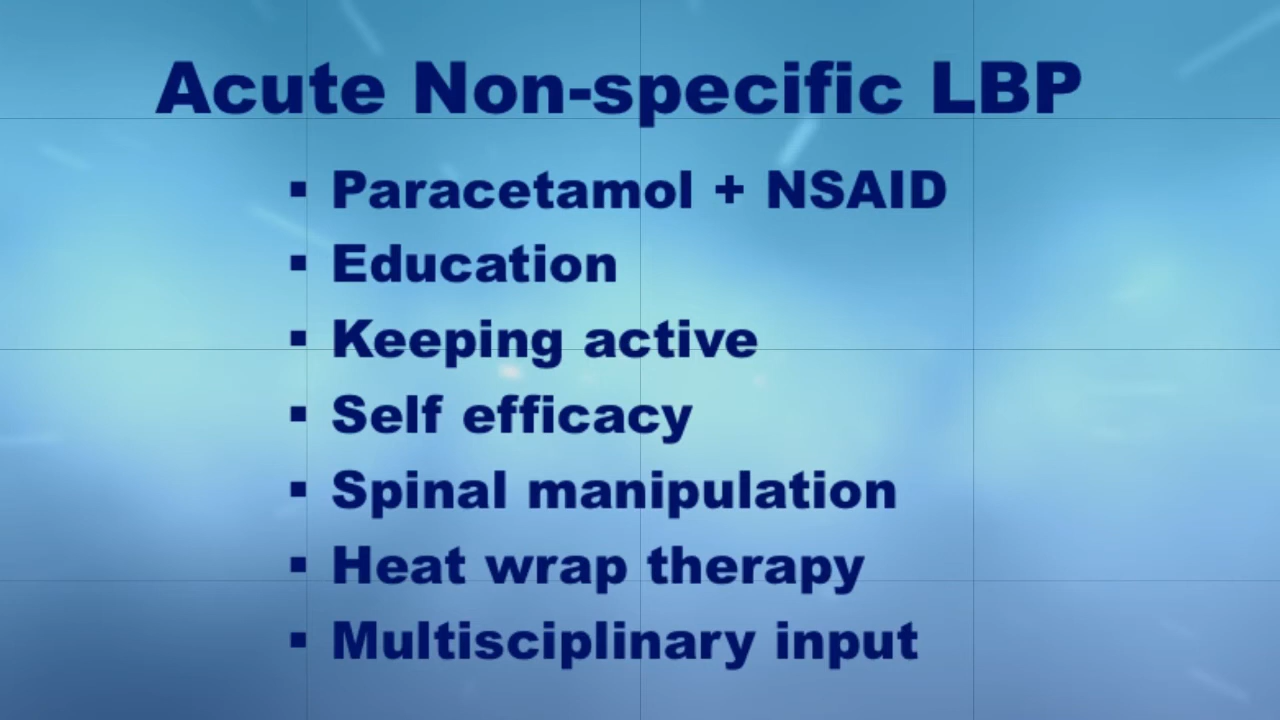 Acute Non-specific LBP
▪ Paracetamol + NSAID
▪ Education
▪ Keeping active
▪ Self efficacy
▪ Spinal manipulation
▪ Heat wrap therapy
▪ Multisciplinary input